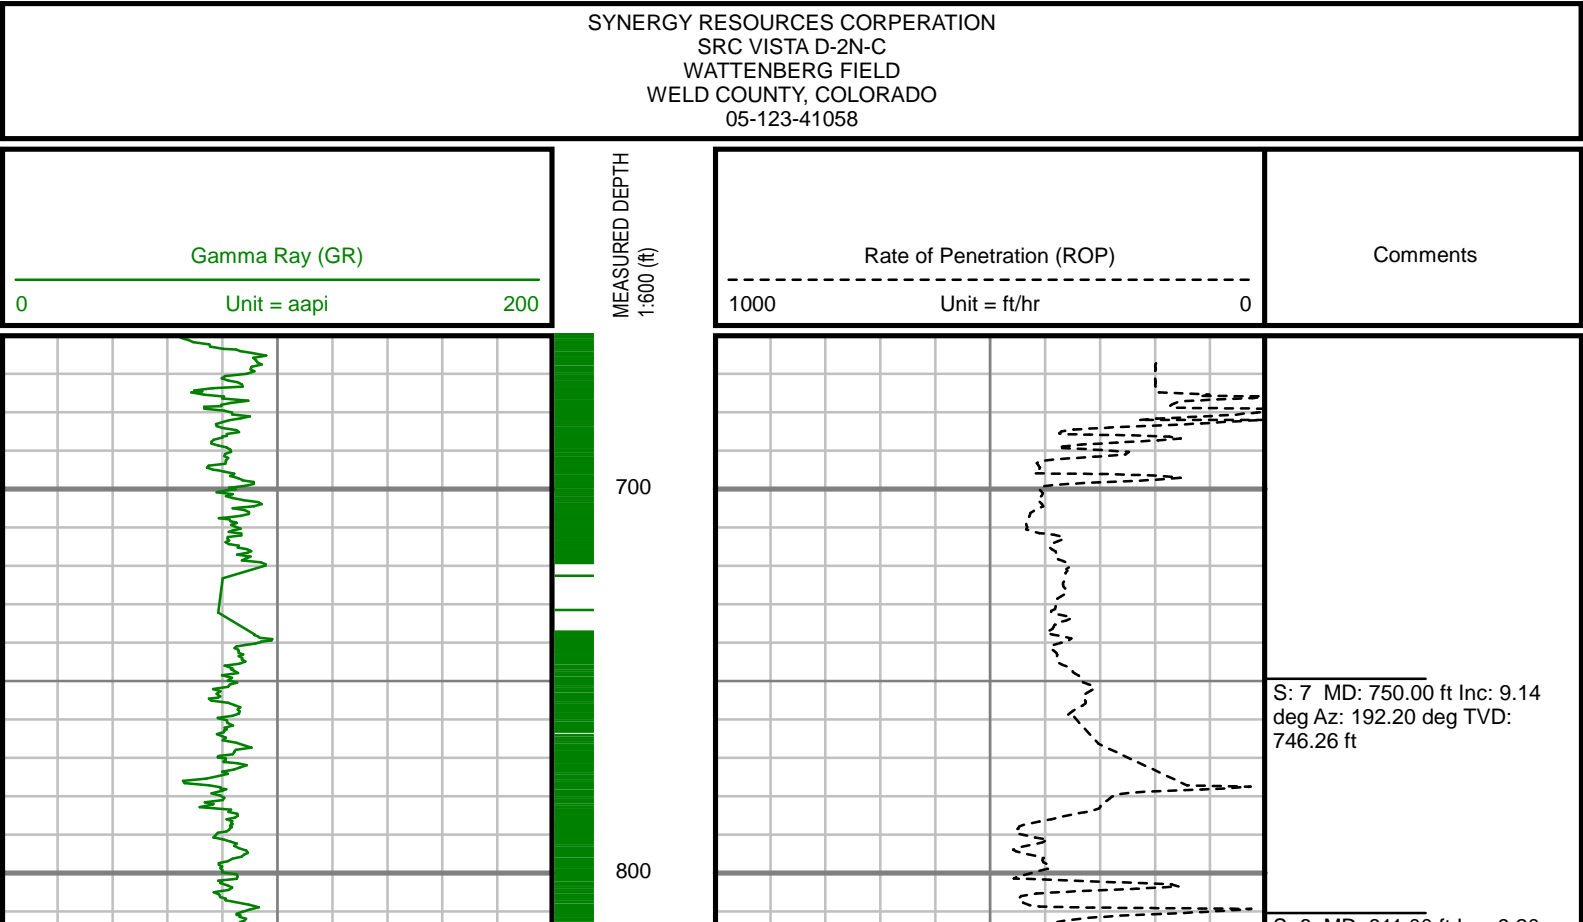 SYNERGY RESOURCES CORPERATION
SRC VISTA D-2N-C
WATTENBERG FIELD
WELD COUNTY, COLORADO
05-123-41058
Gamma Ray (GR)
0 Unit = aapi 200
MEASURED DEPTH
1:600 (ft)
Rate of Penetration (ROP)
1000 Unit = ft/hr 0
Comments
700
S: 7 MD: 750.00 ft Inc: 9.14
deg Az: 192.20 deg TVD:
746.26 ft
800